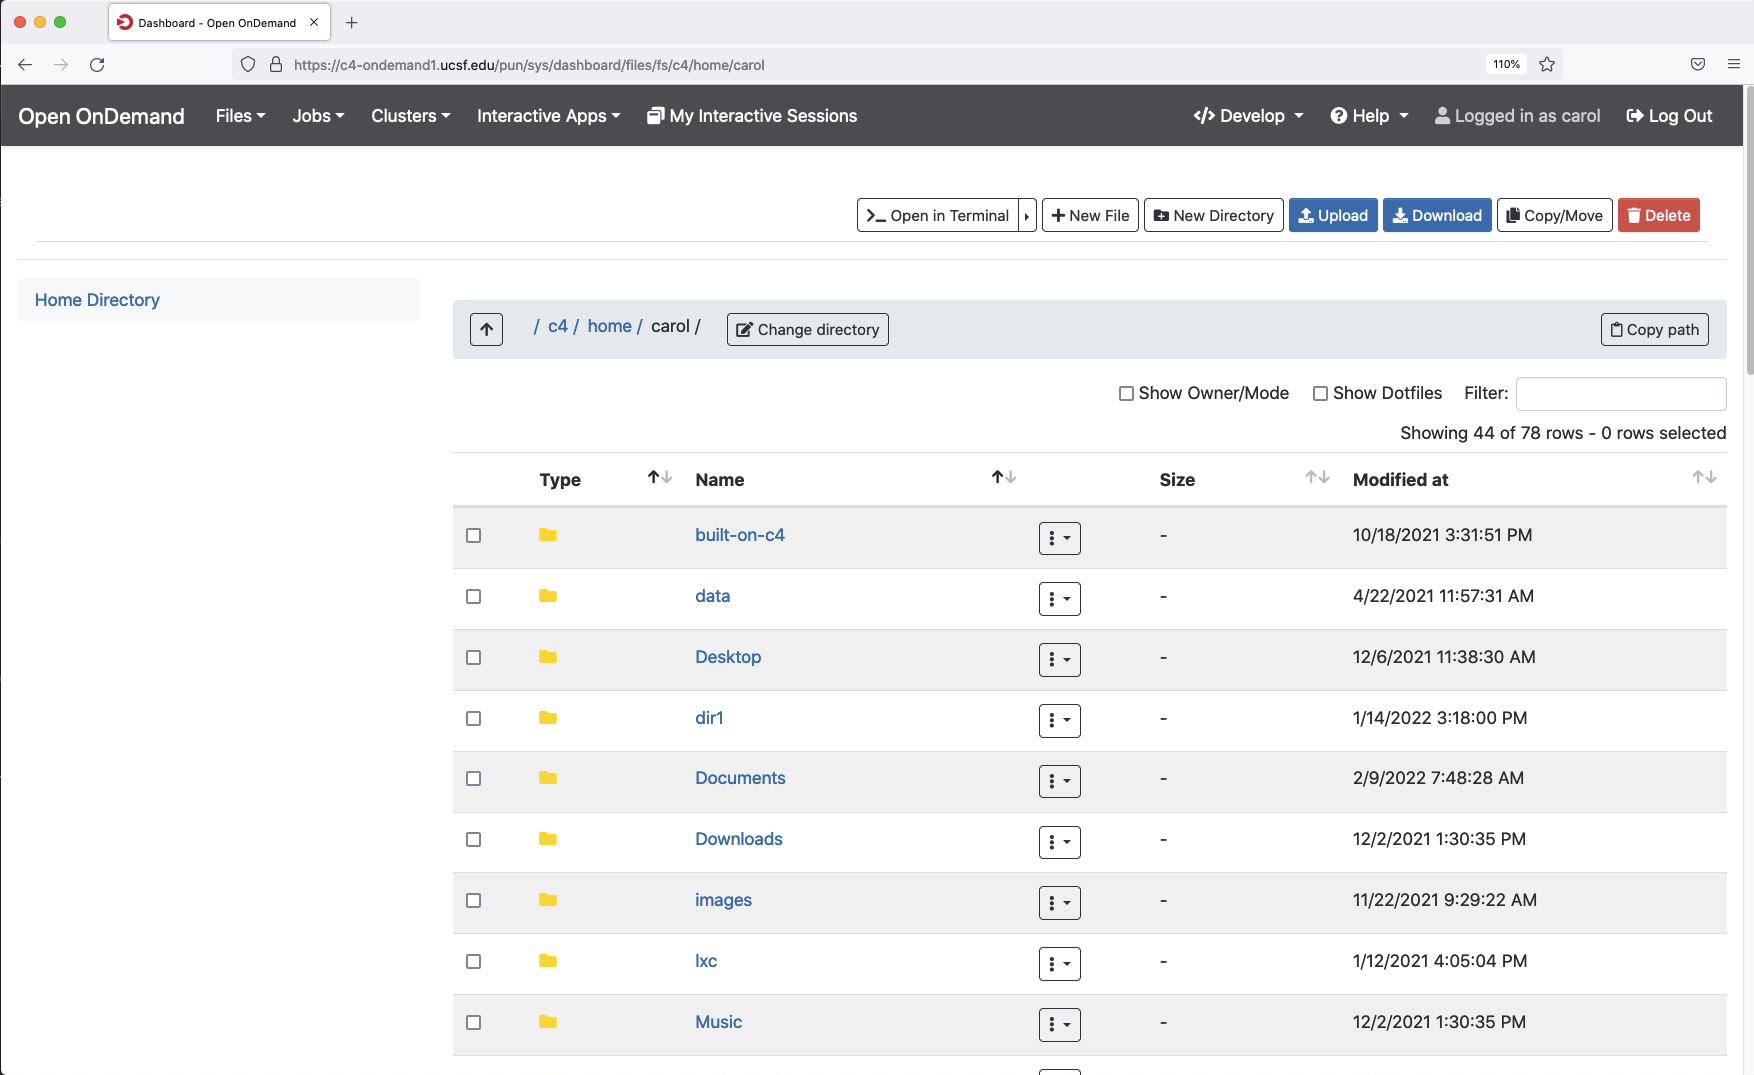 Dashboard - Open OnDemand
https://c4-ondemand1.ucsf.edu/pun/sys/dashboard/files/fs/c4/home/carol
110%
Open OnDemand Files Jobs Clusters Interactive Apps My Interactive Sessions Develop Help Logged in as carol Log Out
Open in Terminal New File New Directory Upload Download Copy/Move Delete
Home Directory
/ c4 / home / carol / Change directory Copy path
Show Owner/Mode Show Dotfiles Filter:
Showing 44 of 78 rows - 0 rows selected
Type Name Size Modified at
built-on-c4 - 10/18/2021 3:31:51 PM
data - 4/22/2021 11:57:31 AM
Desktop - 12/6/2021 11:38:30 AM
dir1 - 1/14/2022 3:18:00 PM
Documents - 2/9/2022 7:48:28 AM
Downloads - 12/2/2021 1:30:35 PM
images - 11/22/2021 9:29:22 AM
lxc - 1/12/2021 4:05:04 PM
Music - 12/2/2021 1:30:35 PM